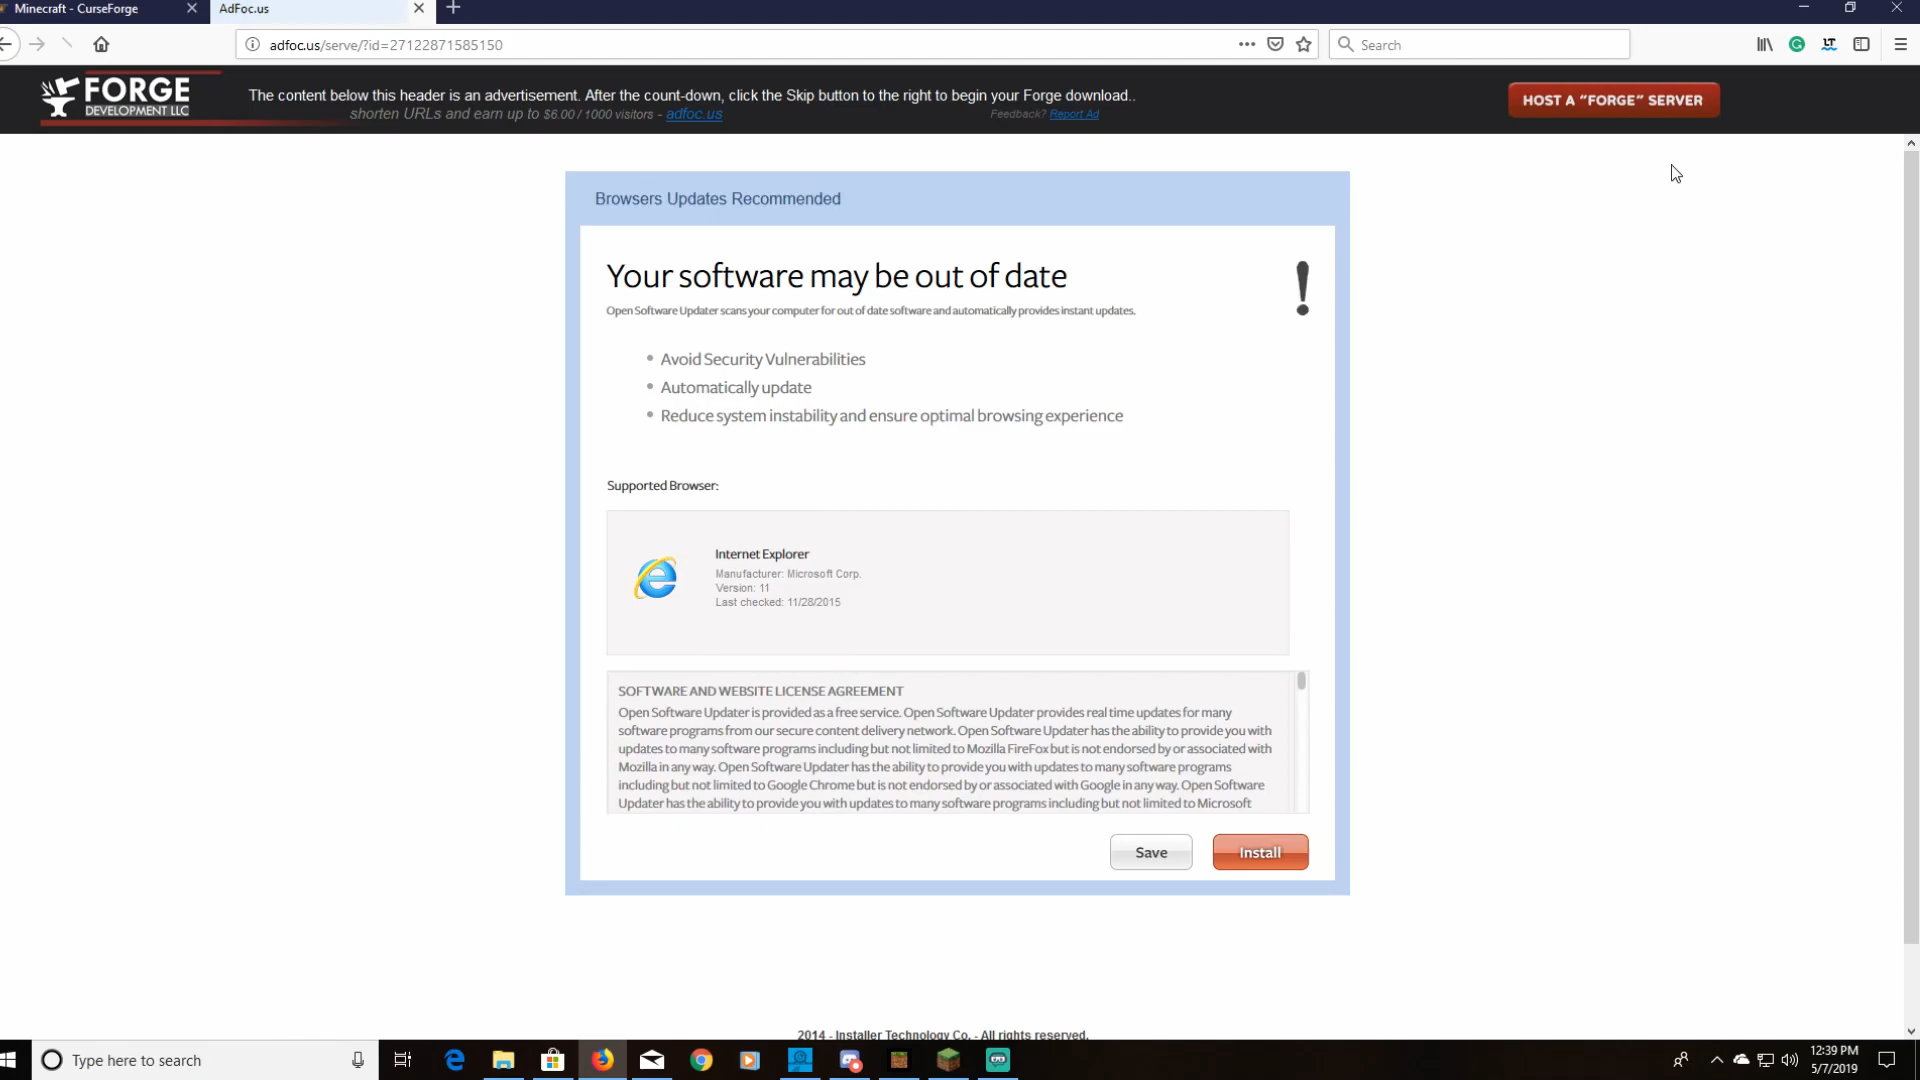 Minecraft - CurseForge
AdFoc.us
adfoc.us/serve/?id=27122871585150
Search
FORGE
DEVELOPMENT LLC
The content below this header is an advertisement. After the count-down, click the Skip button to the right to begin your Forge download..
shorten URLs and earn up to $6.00 / 1000 visitors - adfoc.us
Feedback? Report Ad
HOST A "FORGE" SERVER
Browsers Updates Recommended
Your software may be out of date
Open Software Updater scans your computer for out of date software and automatically provides instant updates.
• Avoid Security Vulnerabilities
• Automatically update
• Reduce system instability and ensure optimal browsing experience
Supported Browser:
Internet Explorer
Manufacturer: Microsoft Corp.
Version: 11
Last checked: 11/28/2015
SOFTWARE AND WEBSITE LICENSE AGREEMENT
Open Software Updater is provided as a free service. Open Software Updater provides real time updates for many
software programs from our secure content delivery network. Open Software Updater has the ability to provide you with
updates to many software programs including but not limited to Mozilla FireFox but is not endorsed by or associated with
Mozilla in any way. Open Software Updater has the ability to provide you with updates to many software programs
including but not limited to Google Chrome but is not endorsed by or associated with Google in any way. Open Software
Updater has the ability to provide you with updates to many software programs including but not limited to Microsoft
Save
Install
2014 - Installer Technology Co. - All rights reserved.
Type here to search
12:39 PM
5/7/2019